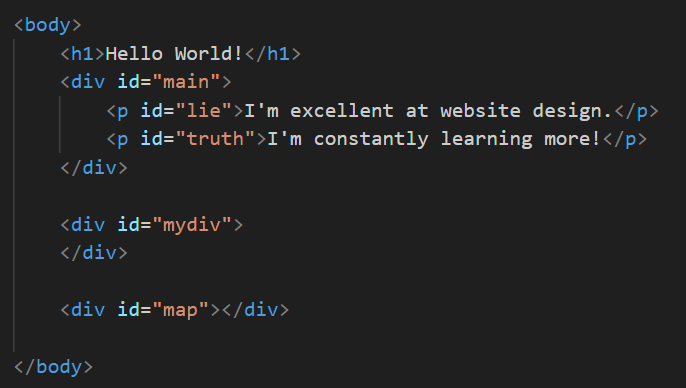 <body>
<h1>Hello World!</h1>
<div id="main">
<p id="lie">I'm excellent at website design.</p>
<p id="truth">I'm constantly learning more!</p>
</div>
<div id="mydiv">
</div>
<div id="map"></div>
</body>